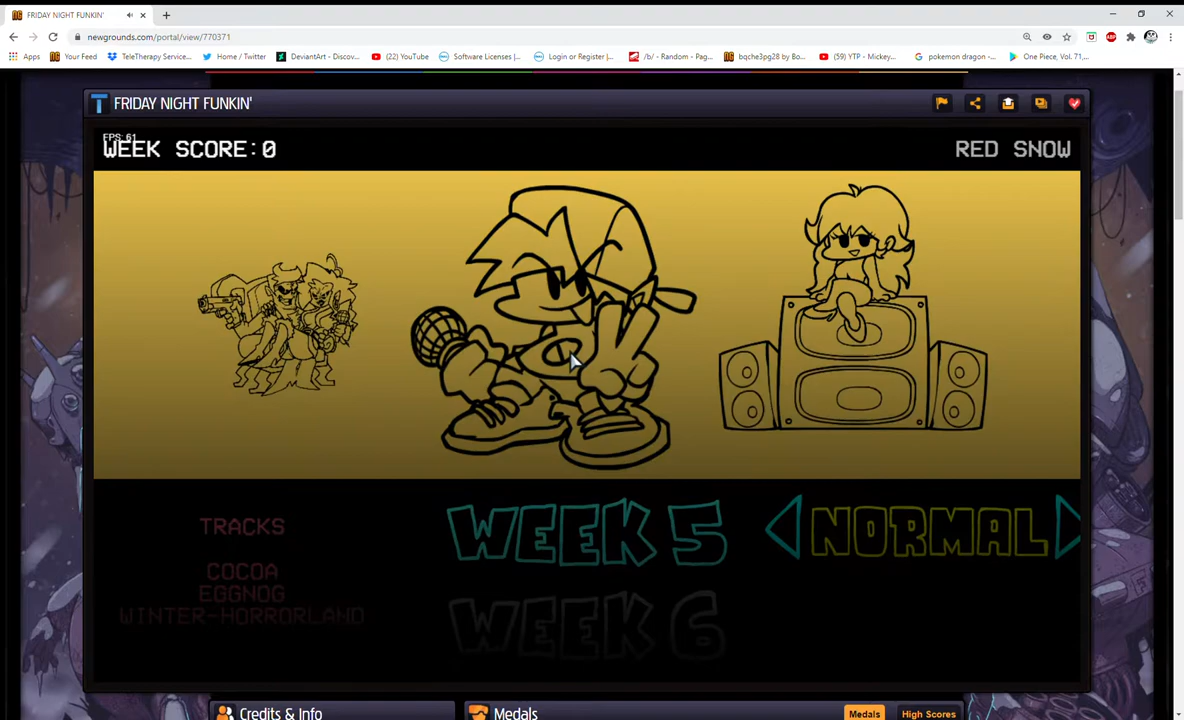 FRIDAY NIGHT FUNKIN'
newgrounds.com/portal/view/770371
Apps Your Feed TeleTherapy Service... Home / Twitter DeviantArt - Discov... (22) YouTube Software Licenses |... Login or Register |... /b/ - Random - Pag... bqche3pg28 by Bo... (59) YTP - Mickey... pokemon dragon -... One Piece, Vol. 71,...
FRIDAY NIGHT FUNKIN'
FPS: 61
WEEK SCORE:0
RED SNOW
TRACKS
COCOA
EGGNOG
WINTER-HORRORLAND
WEEK 5
NORMAL
WEEK 6
Credits & Info
Medals
Medals
High Scores